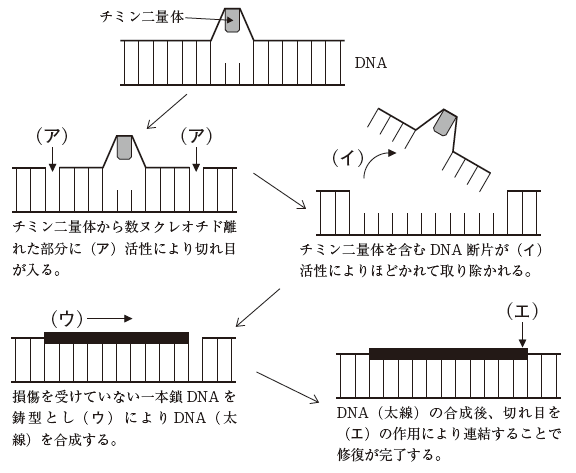 チミン二量体
DNA
（ア）
（ア）
チミン二量体から数ヌクレオチド離
れた部分に（ア）活性により切れ目
が入る。
（イ）
チミン二量体を含む DNA 断片が（イ）
活性によりほどかれて取り除かれる。
（ウ）
損傷を受けていない一本鎖 DNA を
鋳型とし（ウ）により DNA（太
線）を合成する。
（エ）
DNA（太線）の合成後、切れ目を
（エ）の作用により連結することで
修復が完了する。